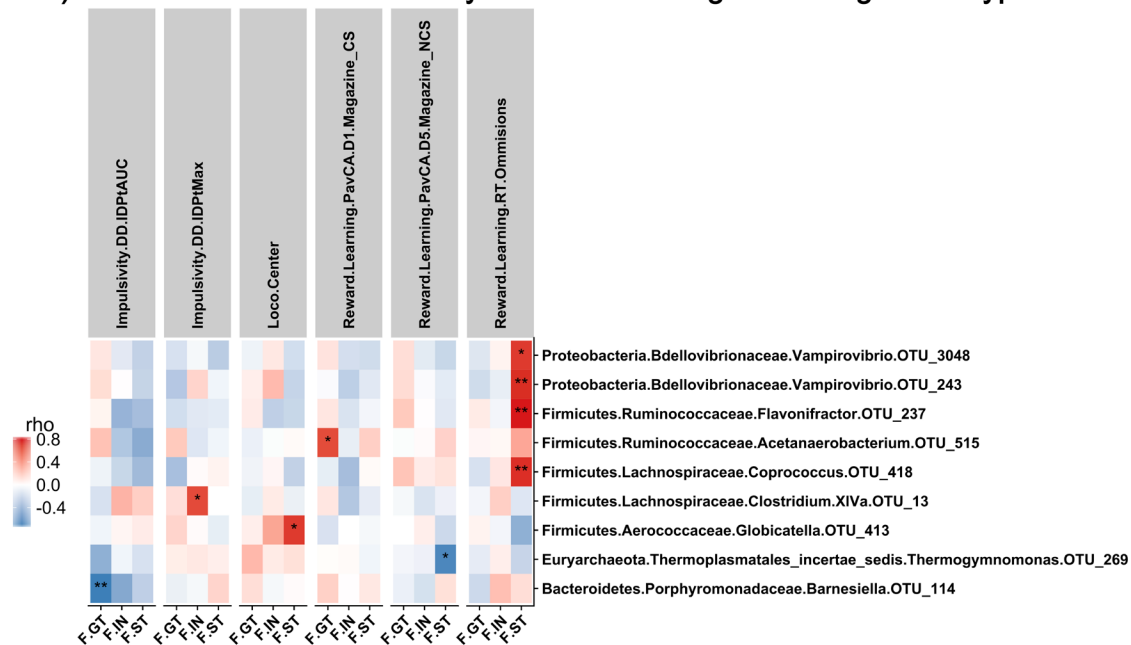 Impulsivity.DD.IDPtAUC
Impulsivity.DD.IDPtMax
Loco.Center
Reward.Learning.PavCA.D1.Magazine_CS
Reward.Learning.PavCA.D5.Magazine_NCS
Reward.Learning.RT.Ommisions
rho
0.8
0.4
0.0
-0.4
* Proteobacteria.Bdellovibrionaceae.Vampirovibrio.OTU_3048
** Proteobacteria.Bdellovibrionaceae.Vampirovibrio.OTU_243
** Firmicutes.Ruminococcaceae.Flavonifractor.OTU_237
* Firmicutes.Ruminococcaceae.Acetanaerobacterium.OTU_515
** Firmicutes.Lachnospiraceae.Coprococcus.OTU_418
* Firmicutes.Lachnospiraceae.Clostridium.XIVa.OTU_13
* Firmicutes.Aerococcaceae.Globicatella.OTU_413
* Euryarchaeota.Thermoplasmatales_incertae_sedis.Thermogymnomonas.OTU_269
** Bacteroidetes.Porphyromonadaceae.Barnesiella.OTU_114
F.GT F.IN F.ST F.GT F.IN F.ST F.GT F.IN F.ST F.GT F.IN F.ST F.GT F.IN F.ST F.GT F.IN F.ST